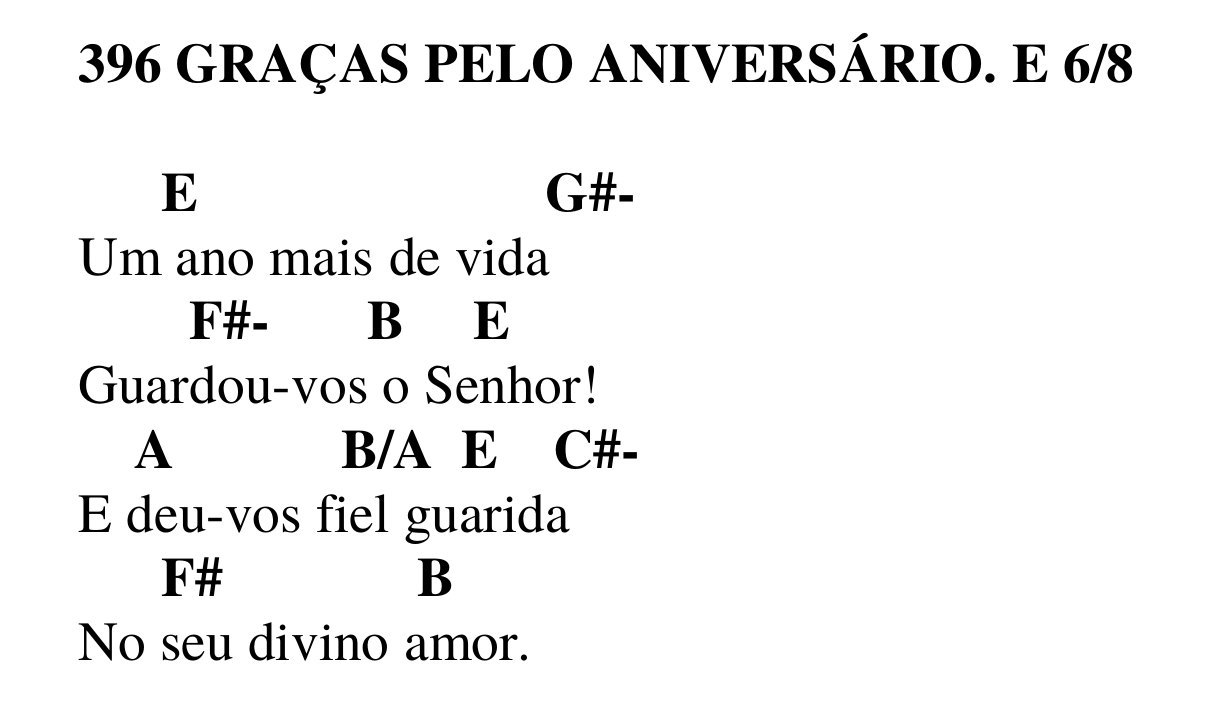 396 GRAÇAS PELO ANIVERSÁRIO. E 6/8
E G#-
Um ano mais de vida
F#- B E
Guardou-vos o Senhor!
A B/A E C#-
E deu-vos fiel guarida
F# B
No seu divino amor.